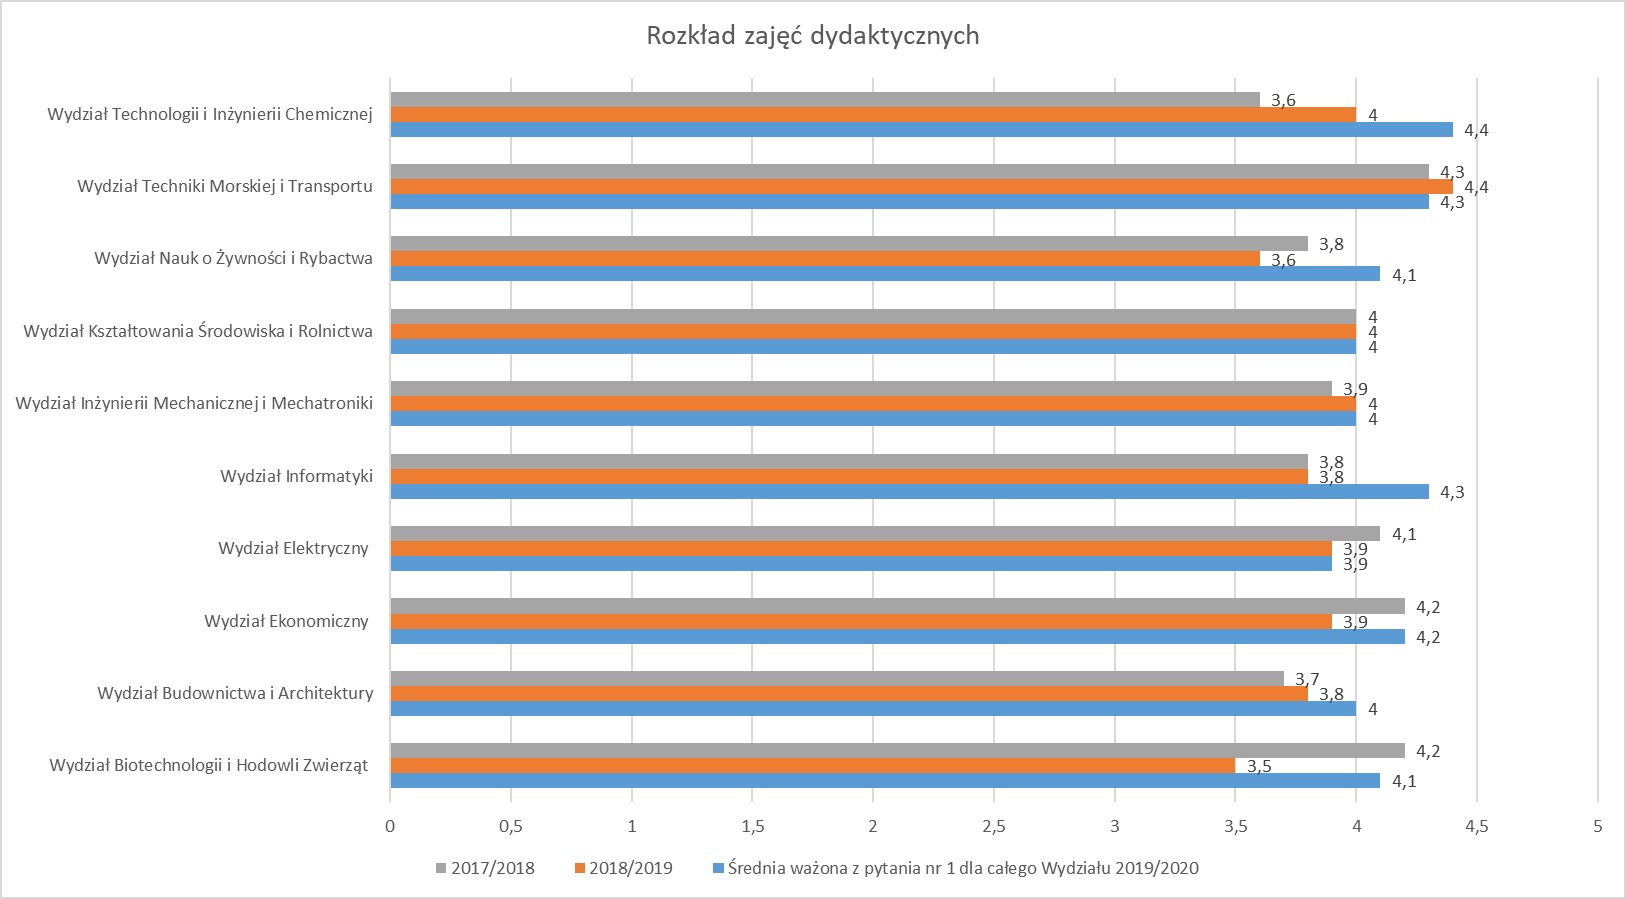 Rozkład zajęć dydaktycznych
Wydział Technologii i Inżynierii Chemicznej
3,6
4
4,4
Wydział Techniki Morskiej i Transportu
4,3
4,4
4,3
Wydział Nauk o Żywności i Rybactwa
3,8
3,6
4,1
Wydział Kształtowania Środowiska i Rolnictwa
4
4
4
Wydział Inżynierii Mechanicznej i Mechatroniki
3,9
4
4
Wydział Informatyki
3,8
3,8
4,3
Wydział Elektryczny
4,1
3,9
3,9
Wydział Ekonomiczny
4,2
3,9
4,2
Wydział Budownictwa i Architektury
3,7
3,8
4
Wydział Biotechnologii i Hodowli Zwierząt
4,2
3,5
4,1
0 0,5 1 1,5 2 2,5 3 3,5 4 4,5 5
2017/2018 2018/2019 Średnia ważona z pytania nr 1 dla całego Wydziału 2019/2020